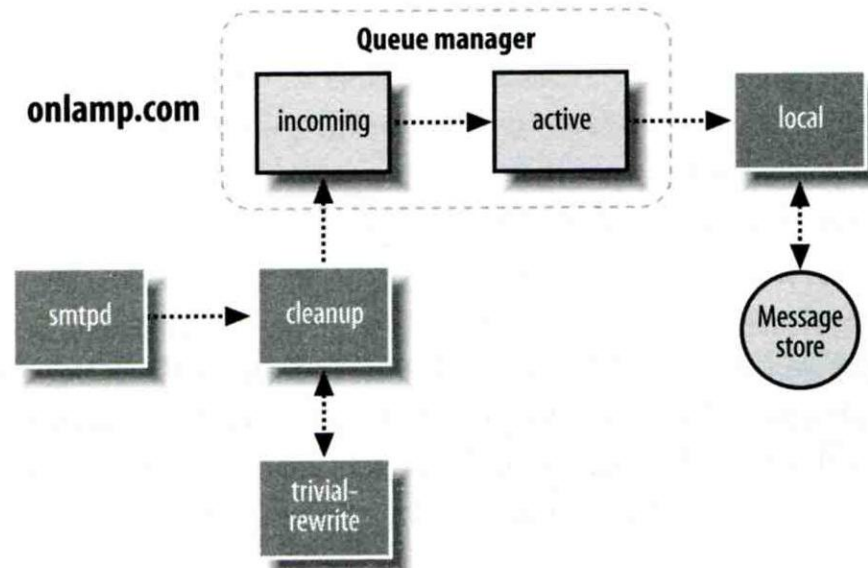 Queue manager
onlamp.com
incoming
active
local
smtpd
cleanup
Message
store
trivial-
rewrite